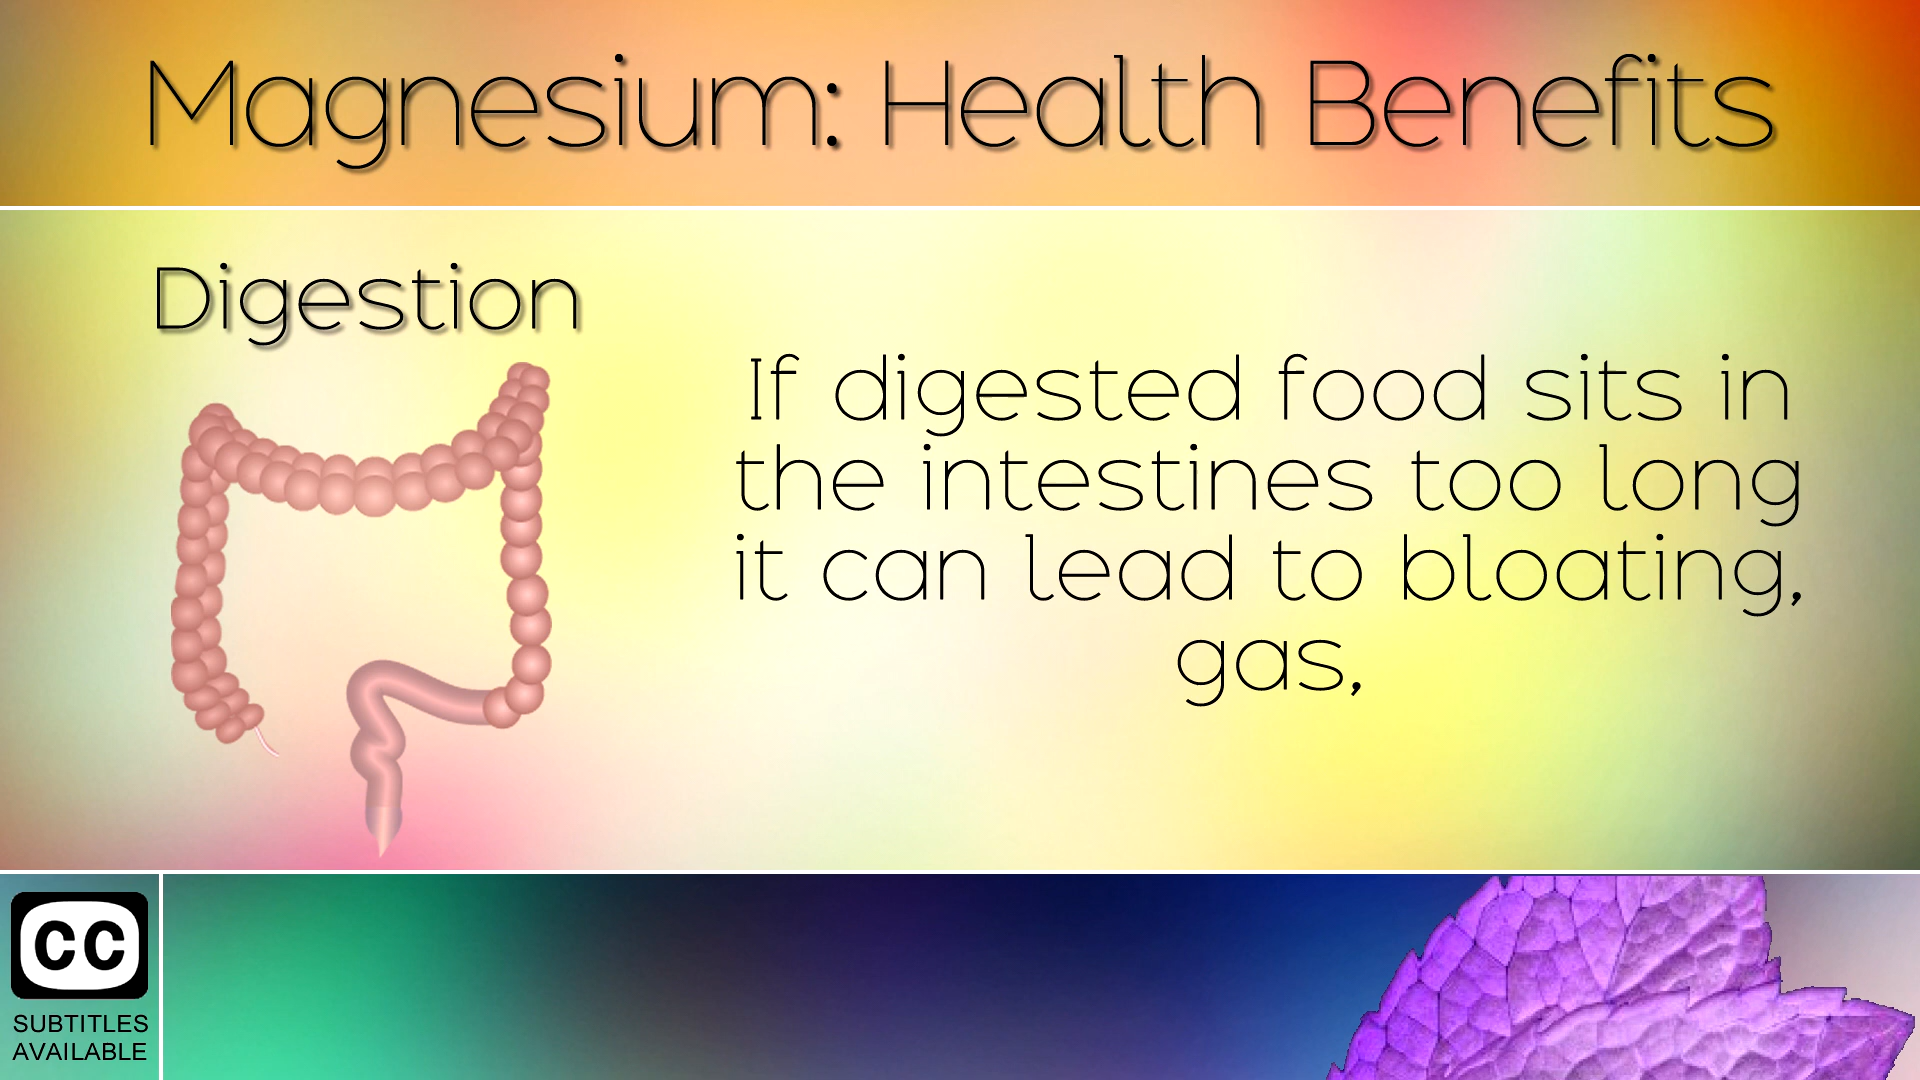 Magnesium: Health Benefits
Digestion
If digested food sits in
the intestines too long
it can lead to bloating,
gas,
CC
SUBTITLES
AVAILABLE